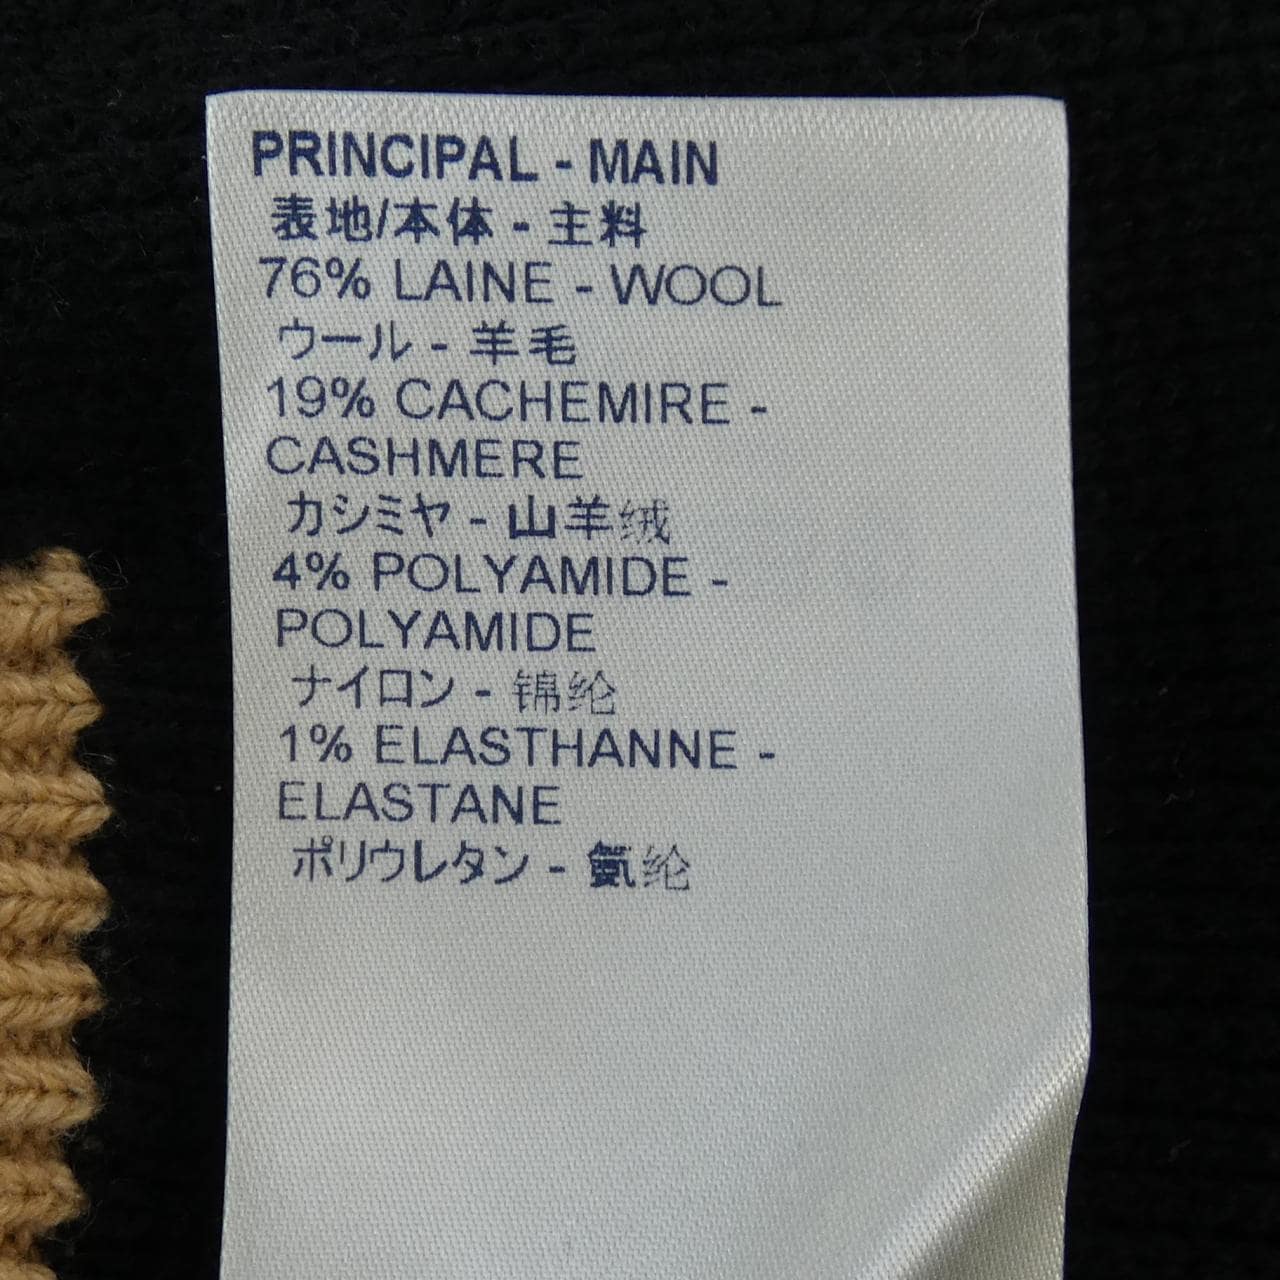 PRINCIPAL - MAIN
表地/本体 - 主料
76% LAINE - WOOL
ウール - 羊毛
19% CACHEMIRE -
CASHMERE
カシミヤ - 山羊绒
4% POLYAMIDE -
POLYAMIDE
ナイロン - 锦纶
1% ELASTHANNE -
ELASTANE
ポリウレタン - 氨纶